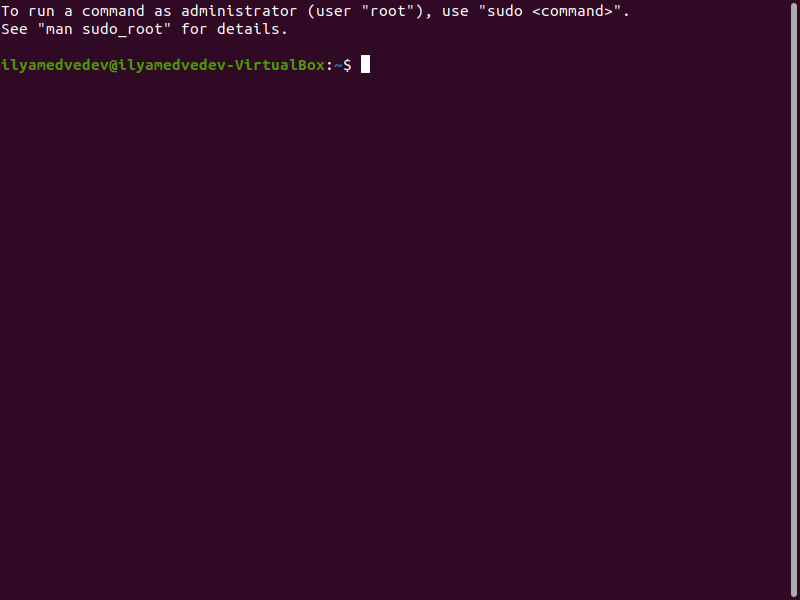 To run a command as administrator (user "root"), use "sudo <command>".
See "man sudo_root" for details.
ilyamedvedev@ilyamedvedev-VirtualBox:~$